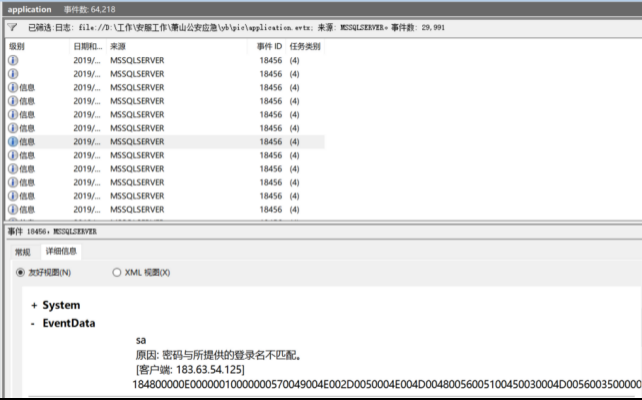 application 事件数: 64,218
已筛选:日志: file://D:\工作\安服工作\萧山公安应急\yb\pic\application.evtx; 来源: MSSQLSERVER。事件数: 29,991
级别 日期和... 来源 事件 ID 任务类别
2019/... MSSQLSERVER 18456 (4)
2019/... MSSQLSERVER 18456 (4)
信息 2019/... MSSQLSERVER 18456 (4)
信息 2019/... MSSQLSERVER 18456 (4)
信息 2019/... MSSQLSERVER 18456 (4)
信息 2019/... MSSQLSERVER 18456 (4)
信息 2019/... MSSQLSERVER 18456 (4)
信息 2019/... MSSQLSERVER 18456 (4)
信息 2019/... MSSQLSERVER 18456 (4)
信息 2019/... MSSQLSERVER 18456 (4)
信息 2019/... MSSQLSERVER 18456 (4)
信息 2019/... MSSQLSERVER 18456 (4)
事件 18456，MSSQLSERVER
常规 详细信息
友好视图(N) XML 视图(X)
+ System
- EventData
sa
原因: 密码与所提供的登录名不匹配。
[客户端: 183.63.54.125]
184800000E00000010000000570049004E002D0050004E004D00480056005100450030004D0056003500000